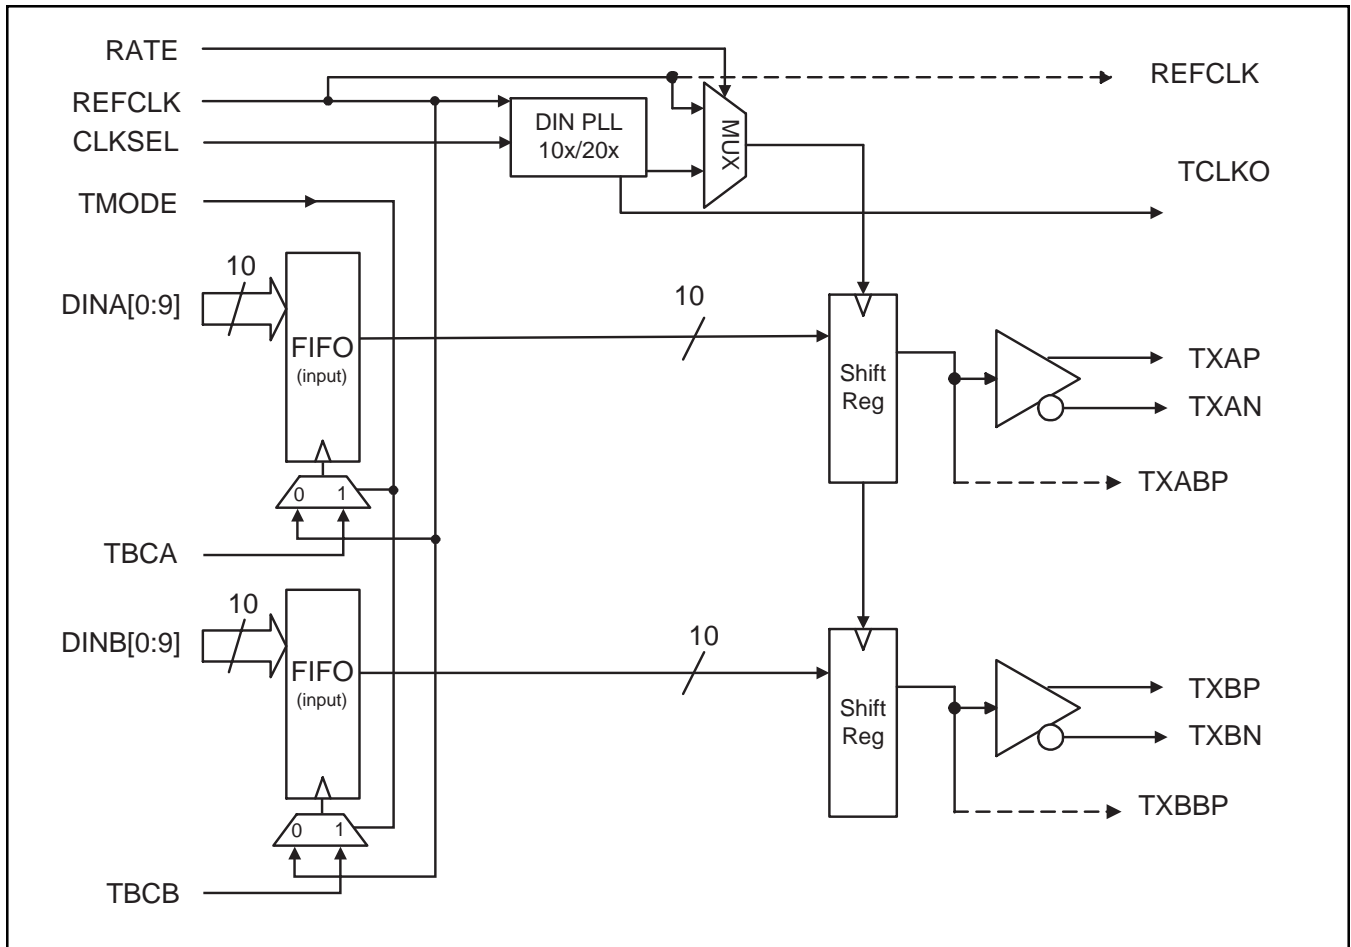 RATE
REFCLK
CLKSEL
TMODE
DIN PLL
10x/20x
MUX
REFCLK
TCLKO
10
DINA[0:9]
FIFO
(input)
0 1
TBCA
10
Shift
Reg
TXAP
TXAN
TXABP
10
DINB[0:9]
FIFO
(input)
0 1
TBCB
10
Shift
Reg
TXBP
TXBN
TXBBP